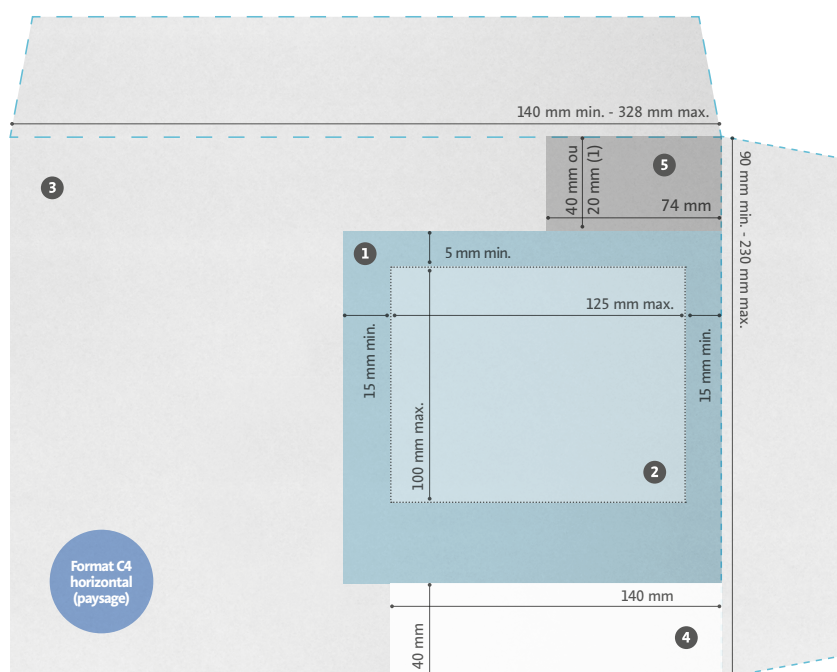 140 mm min. - 328 mm max.
3
40 mm ou
20 mm (1)
5
74 mm
90 mm min. - 230 mm max.
1
5 mm min.
125 mm max.
15 mm min.
15 mm min.
100 mm max.
2
Format C4
horizontal
(paysage)
140 mm
40 mm
4